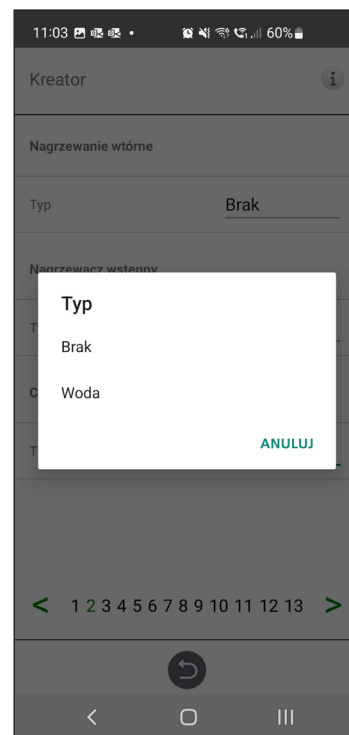 11:03 60%
Kreator i
Nagrzewanie wtórne
Typ Brak
Nagrzewacz wstępny
Typ
Brak
Woda
ANULUJ
< 1 2 3 4 5 6 7 8 9 10 11 12 13 >